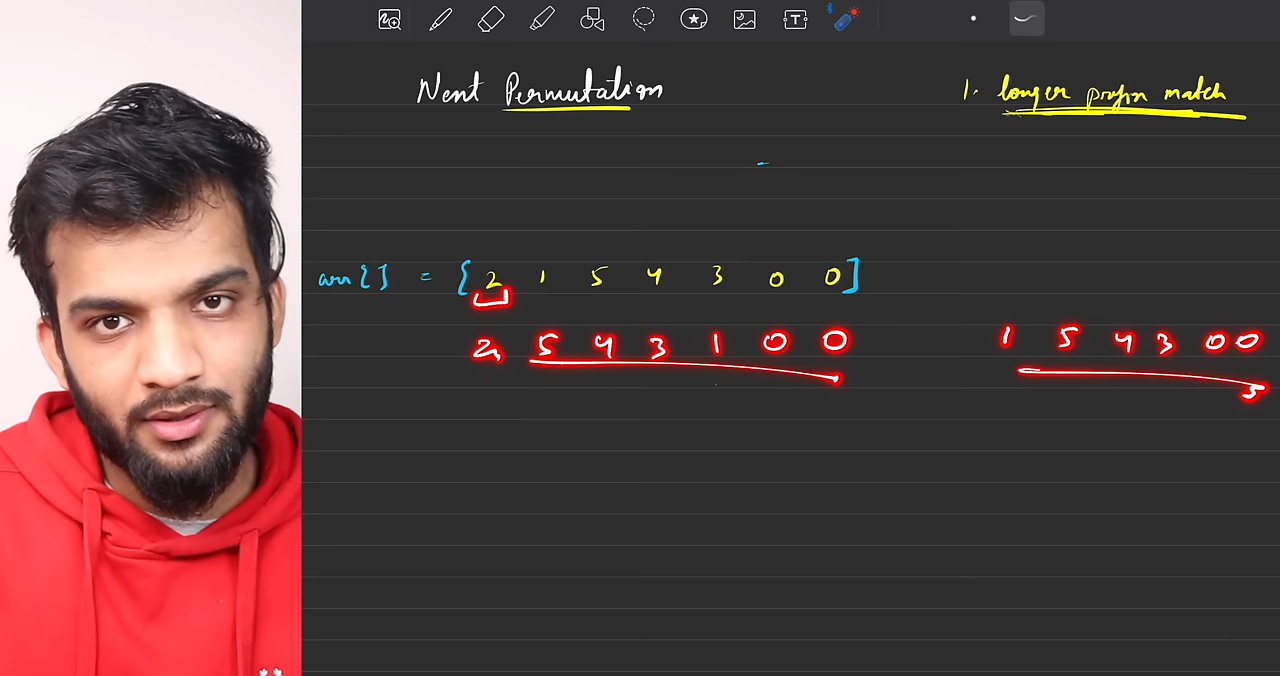 Next Permutation
1. longer prefix match
arr[] = [2 1 5 4 3 0 0]
2, 5 4 3 1 0 0
1 5 4 3 0 0